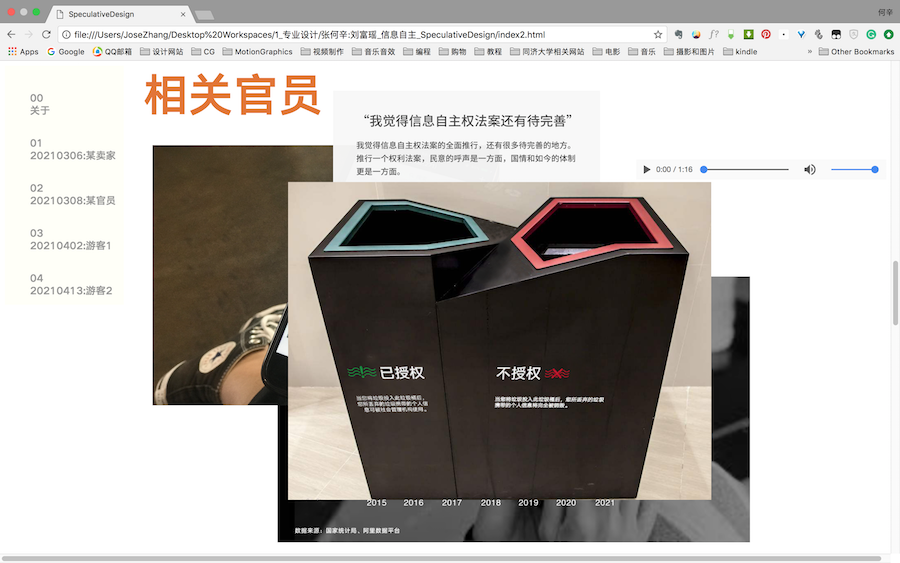 SpeculativeDesign
何辛
file:///Users/JoseZhang/Desktop%20Workspaces/1_专业设计/张何辛:刘富瑶_信息自主_SpeculativeDesign/index2.html
Apps
Google
QQ邮箱
设计网站
CG
MotionGraphics
视频制作
音乐音效
编程
购物
教程
同济大学相关网站
电影
音乐
摄影和图片
kindle
»
Other Bookmarks
00
关于
01
20210306:某卖家
02
20210308:某官员
03
20210402:游客1
04
20210413:游客2
相关官员
“我觉得信息自主权法案还有待完善”
我觉得信息自主权法案的全面推行，还有很多待完善的地方。
推行一个权利法案，民意的呼声是一方面，国情和如今的体制
更是一方面。
0:00 / 1:16
已授权
当您将垃圾投入此垃圾桶后，
您所丢弃的垃圾携带的个人信
息可被社会管理机构使用。
不授权
当您将垃圾投入此垃圾桶后，您所丢弃的垃圾
携带的个人信息将完全被销毁。
2015 2016 2017 2018 2019 2020 2021
数据来源：国家统计局、阿里数据平台